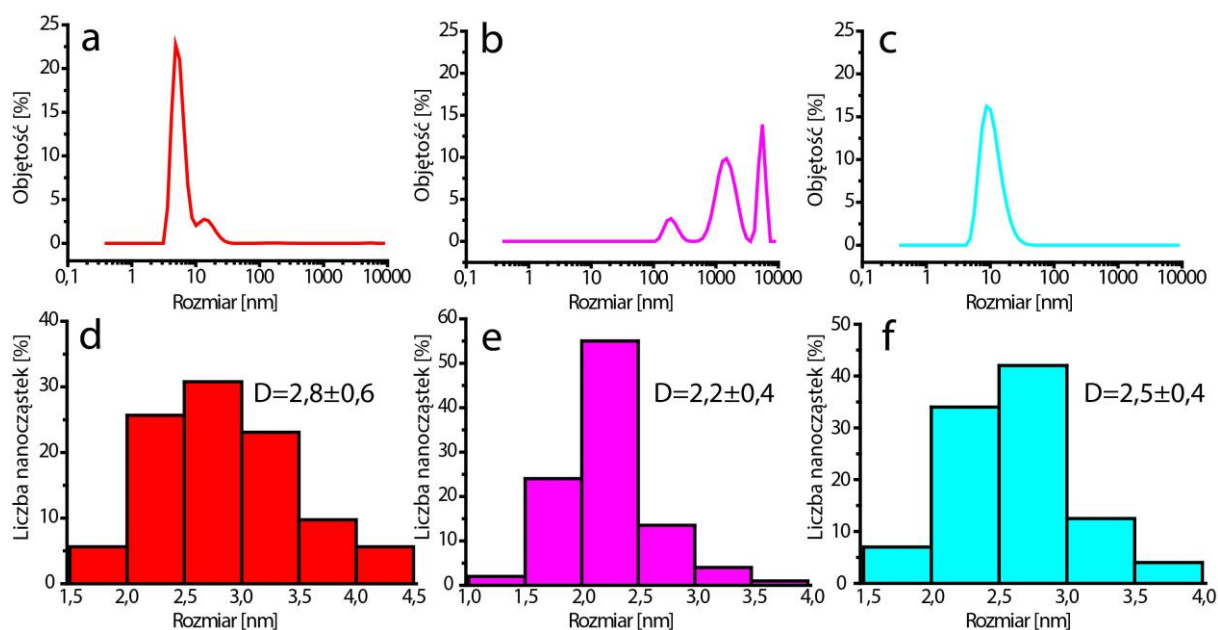 a
25
20
15
10
5
0
Objętość [%]
0,1 1 10 100 1000 10000
Rozmiar [nm]
b
25
20
15
10
5
0
Objętość [%]
0,1 1 10 100 1000 10000
Rozmiar [nm]
c
25
20
15
10
5
0
Objętość [%]
0,1 1 10 100 1000 10000
Rozmiar [nm]
d
40
30
20
10
0
Liczba nanocząstek [%]
D=2,8±0,6
1,5 2,0 2,5 3,0 3,5 4,0 4,5
Rozmiar [nm]
e
60
50
40
30
20
10
0
Liczba nanocząstek [%]
D=2,2±0,4
1,0 1,5 2,0 2,5 3,0 3,5 4,0
Rozmiar [nm]
f
50
40
30
20
10
0
Liczba nanocząstek [%]
D=2,5±0,4
1,5 2,0 2,5 3,0 3,5 4,0
Rozmiar [nm]